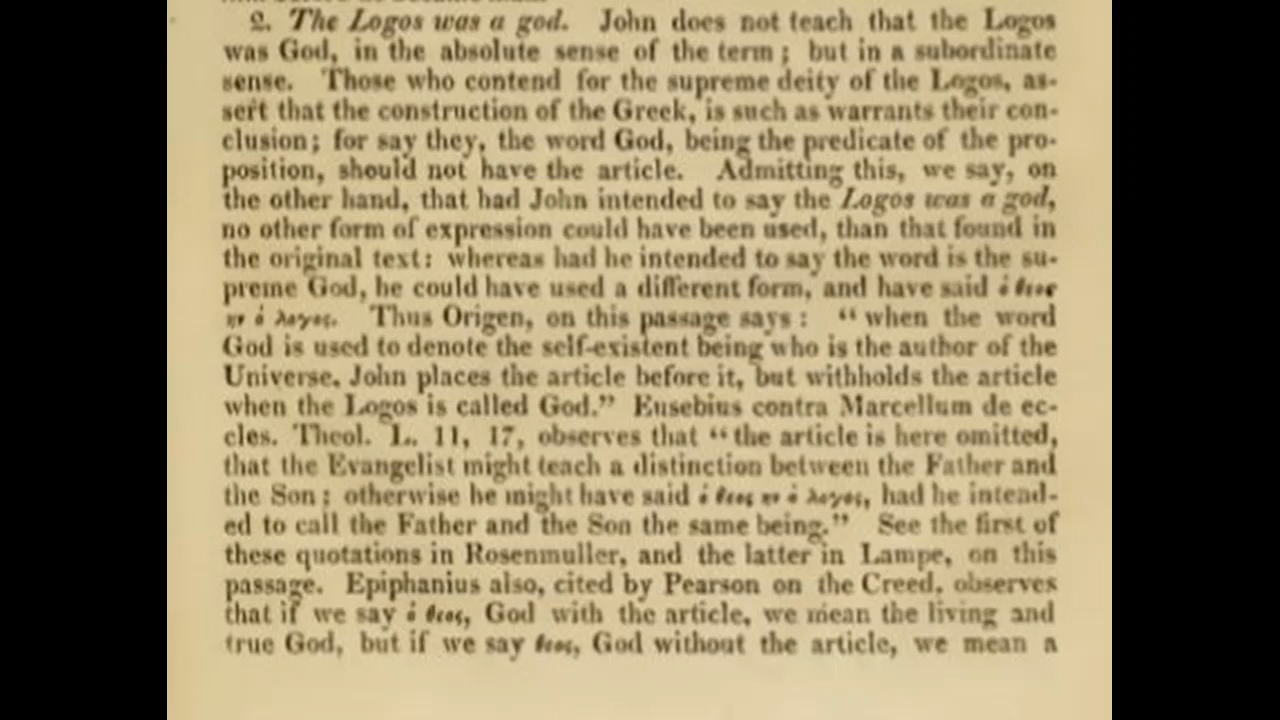 2. The Logos was a god. John does not teach that the Logos
was God, in the absolute sense of the term; but in a subordinate
sense. Those who contend for the supreme deity of the Logos, as-
sert that the construction of the Greek, is such as warrants their con-
clusion; for say they, the word God, being the predicate of the pro-
position, should not have the article. Admitting this, we say, on
the other hand, that had John intended to say the Logos was a god,
no other form of expression could have been used, than that found in
the original text: whereas had he intended to say the word is the su-
preme God, he could have used a different form, and have said ὁ θεος
ην ὁ λογος. Thus Origen, on this passage says: “when the word
God is used to denote the self-existent being who is the author of the
Universe, John places the article before it, but withholds the article
when the Logos is called God.” Eusebius contra Marcellum de ec-
cles. Theol. L. 11, 17, observes that “the article is here omitted,
that the Evangelist might teach a distinction between the Father and
the Son; otherwise he might have said ὁ θεος ην ὁ λογος, had he intend-
ed to call the Father and the Son the same being.” See the first of
these quotations in Rosenmuller, and the latter in Lampe, on this
passage. Epiphanius also, cited by Pearson on the Creed, observes
that if we say ὁ θεος, God with the article, we mean the living and
true God, but if we say θεος, God without the article, we mean a